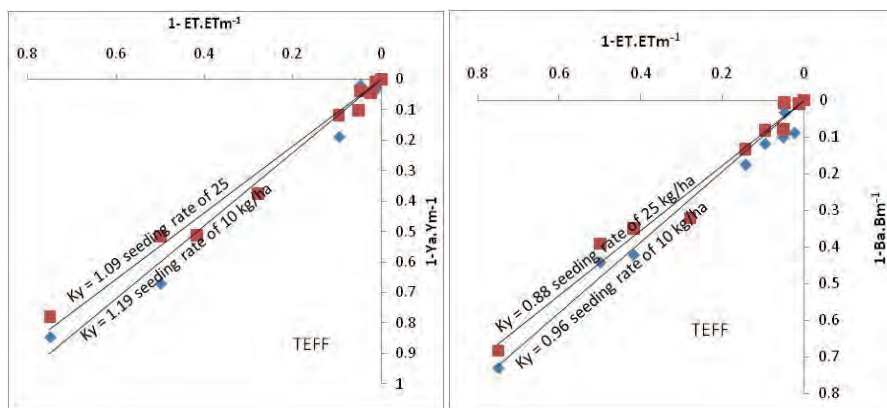 1- ET.ETm-1
0.8 0.6 0.4 0.2 0
0
0.1
0.2
0.3
0.4
0.5
0.6
0.7
0.8
0.9
1
1-Ya.Ym-1
Ky = 1.09 seeding rate of 25
Ky = 1.19 seeding rate of 10 kg/ha
TEFF
1-ET.ETm-1
0.8 0.6 0.4 0.2 0
0
0.1
0.2
0.3
0.4
0.5
0.6
0.7
0.8
1-Ba.Bm-1
Ky = 0.88 seeding rate of 25 kg/ha
Ky = 0.96 seeding rate of 10 kg/ha
TEFF